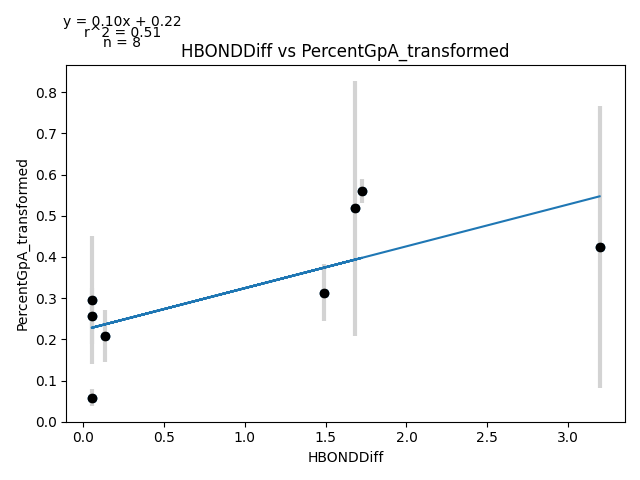 y = 0.10x + 0.22
r^2 = 0.51
n = 8
HBONDDiff vs PercentGpA_transformed
PercentGpA_transformed
0.8
0.7
0.6
0.5
0.4
0.3
0.2
0.1
0.0
0.0 0.5 1.0 1.5 2.0 2.5 3.0
HBONDDiff